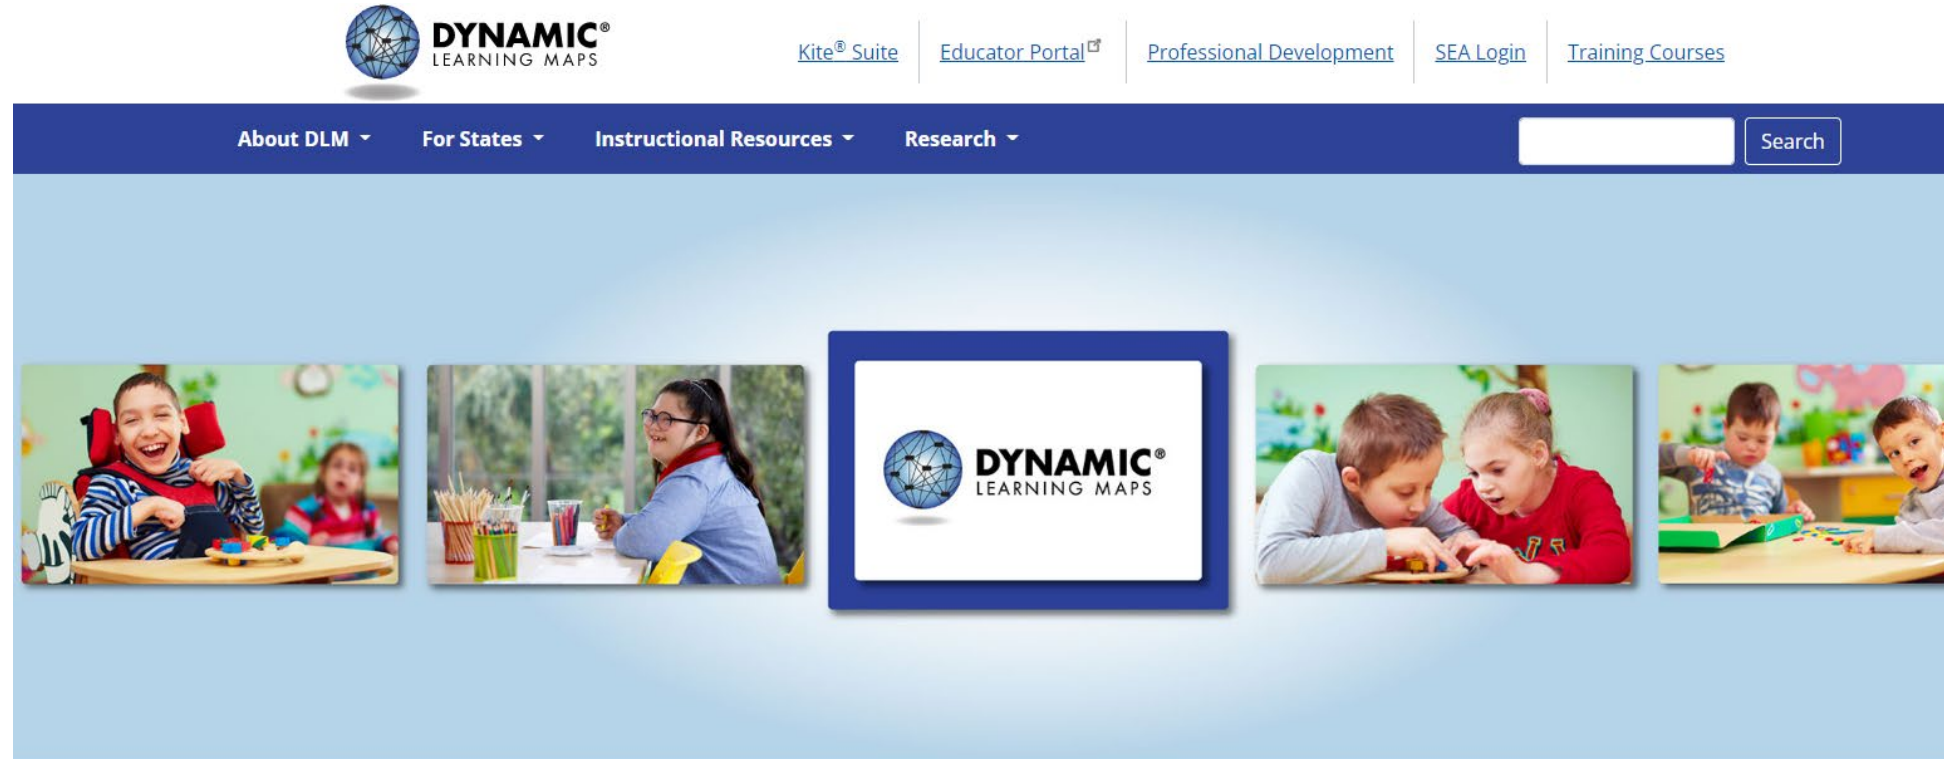 DYNAMIC®
LEARNING MAPS
Kite® Suite
Educator Portal
Professional Development
SEA Login
Training Courses
About DLM
For States
Instructional Resources
Research
Search
DYNAMIC®
LEARNING MAPS